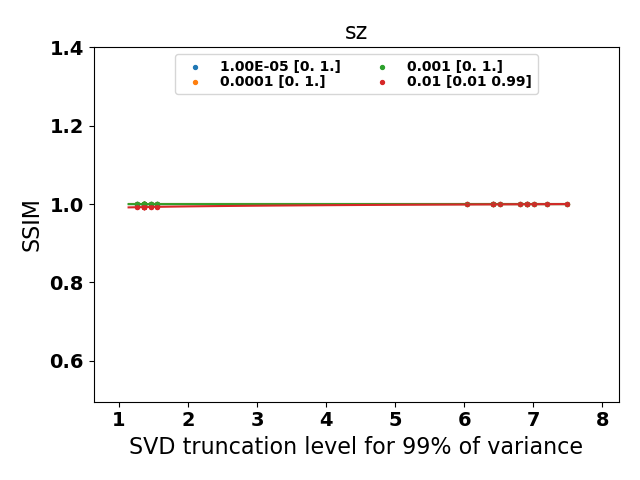 sz
1.00E-05 [0. 1.]
0.0001 [0. 1.]
0.001 [0. 1.]
0.01 [0.01 0.99]
1.4
1.2
1.0
0.8
0.6
SSIM
1 2 3 4 5 6 7 8
SVD truncation level for 99% of variance